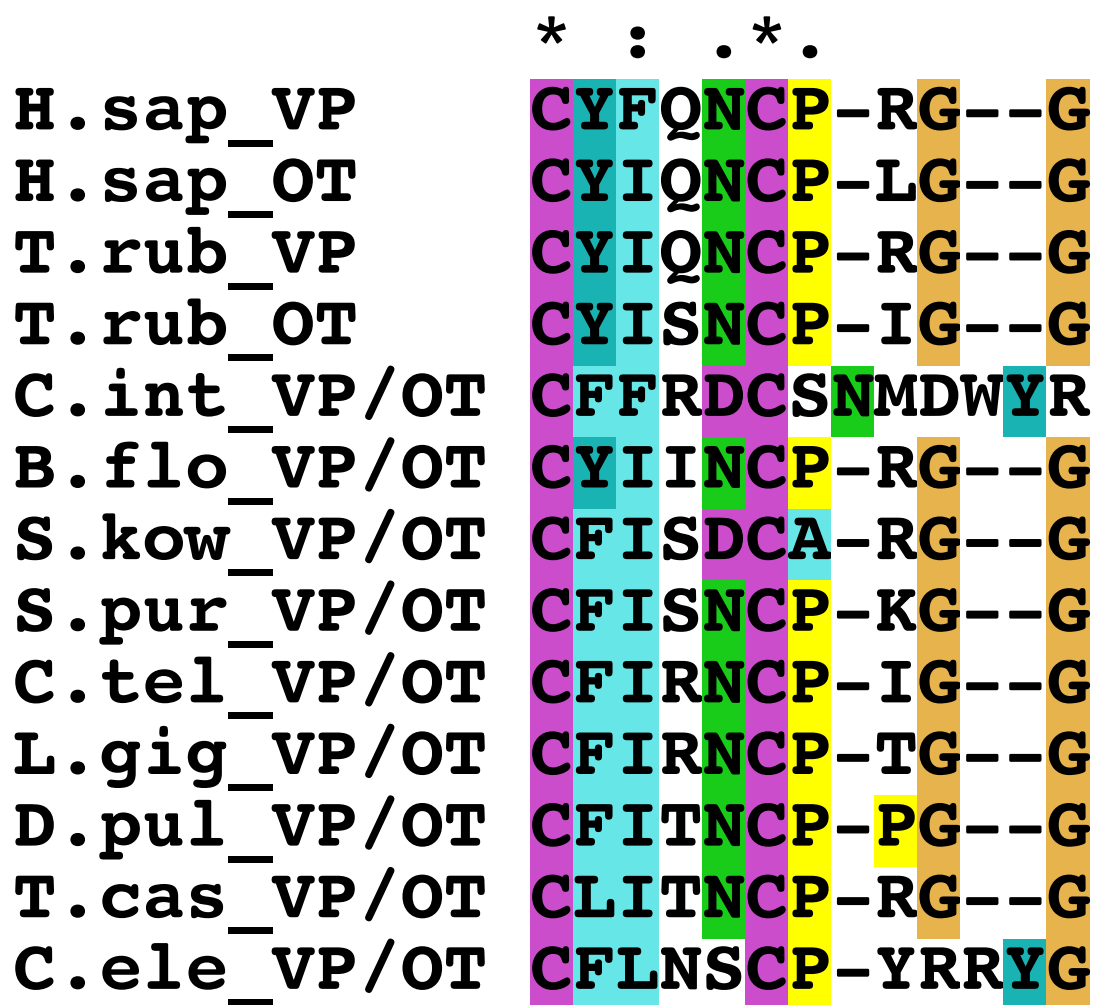 * : .*.
H.sap_VP CYFQNCP-RG--G
H.sap_OT CYIQNCP-LG--G
T.rub_VP CYIQNCP-RG--G
T.rub_OT CYISNCP-IG--G
C.int_VP/OT CFFRDCSNMDWYR
B.flo_VP/OT CYIINCP-RG--G
S.kow_VP/OT CFISDCA-RG--G
S.pur_VP/OT CFISNCP-KG--G
C.tel_VP/OT CFIRNCP-IG--G
L.gig_VP/OT CFIRNCP-TG--G
D.pul_VP/OT CFITNCP-PG--G
T.cas_VP/OT CLITNCP-RG--G
C.ele_VP/OT CFLNSCP-YRRYG